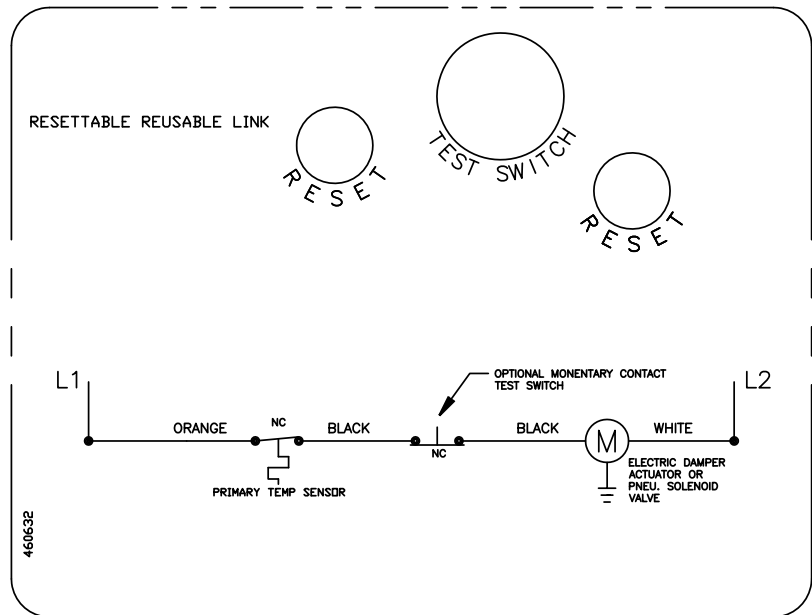 RESETTABLE REUSABLE LINK
RESET
TEST SWITCH
RESET
L1
L2
OPTIONAL MONENTARY CONTACT
TEST SWITCH
ORANGE
NC
BLACK
NC
BLACK
M
WHITE
PRIMARY TEMP SENSOR
ELECTRIC DAMPER
ACTUATOR OR
PNEU. SOLENOID
VALVE
460632